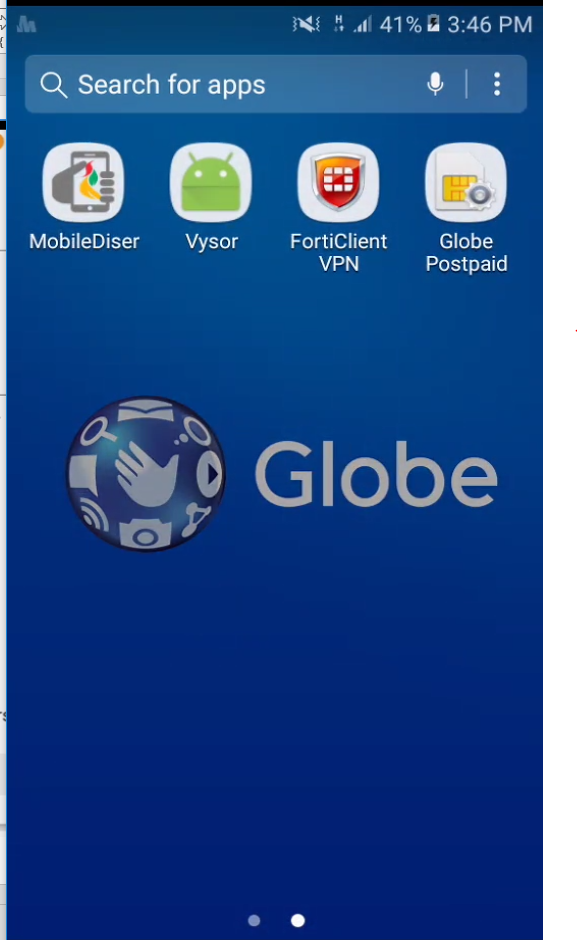 H 41% 3:46 PM
Search for apps
MobileDiser
Vysor
FortiClient VPN
Globe Postpaid
Globe